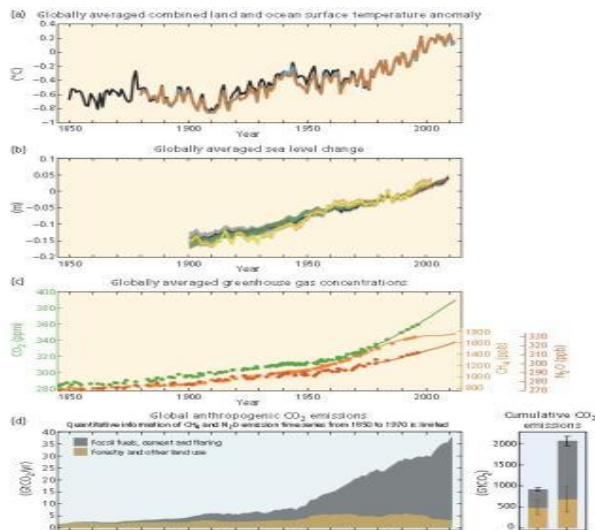 (a)
Globally averaged combined land and ocean surface temperature anomaly
0.4
0.2
0
−0.2
−0.4
−0.6
−0.8
−1
(°C)
1850
1900
1950
2000
Year
(b)
Globally averaged sea level change
0.1
0.05
0
−0.05
−0.1
−0.15
−0.2
(m)
1850
1900
1950
2000
Year
(c)
Globally averaged greenhouse gas concentrations
400
380
360
340
320
300
280
CO2 (ppm)
1800
1600
1400
1200
1000
800
CH4 (ppb)
330
320
310
300
290
280
270
N2O (ppb)
(d)
Global anthropogenic CO2 emissions
Quantitative information of CH4 and N2O emission time series from 1850 to 1970 is limited
40
35
30
25
20
15
10
5
0
(GtCO2/yr)
Fossil fuels, cement and flaring
Forestry and other land use
1850
1900
1950
2000
Year
Cumulative CO2
emissions
2000
1500
1000
500
0
(GtCO2)